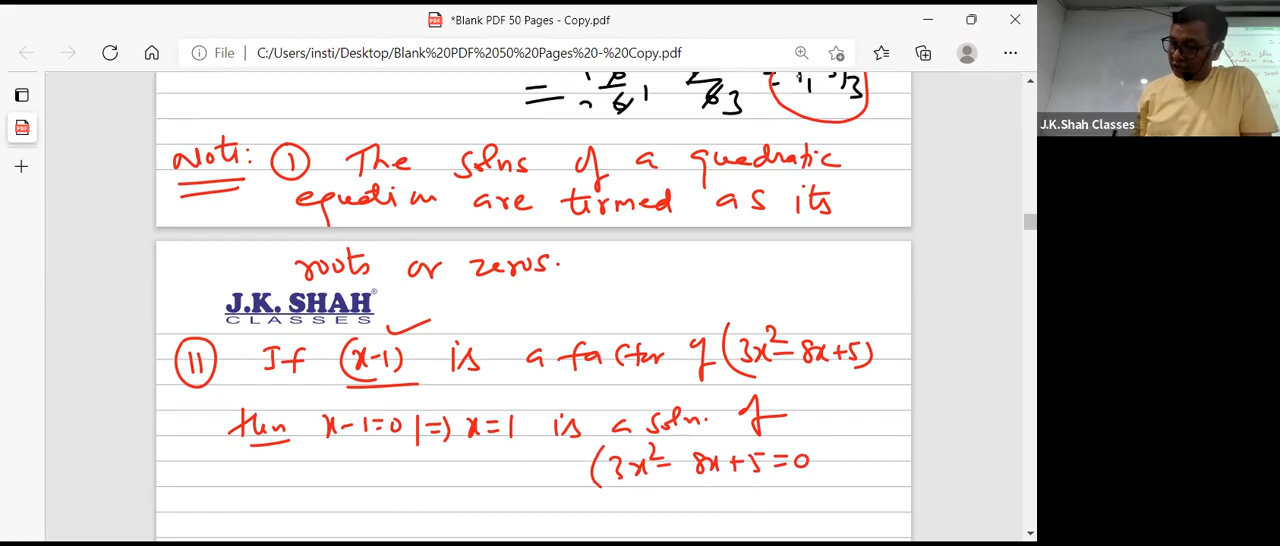 *Blank PDF 50 Pages - Copy.pdf
File | C:/Users/insti/Desktop/Blank%20PDF%2050%20Pages%20-%20Copy.pdf
J.K.Shah Classes
Note: (1) The solns of a quadratic
equation are termed as its
roots or zeros.
J.K. SHAH®
CLASSES
(11) If (x-1) is a factor of (3x²- 8x+5)
then x-1=0 |=) x=1 is a soln. of
(3x²- 8x+5=0